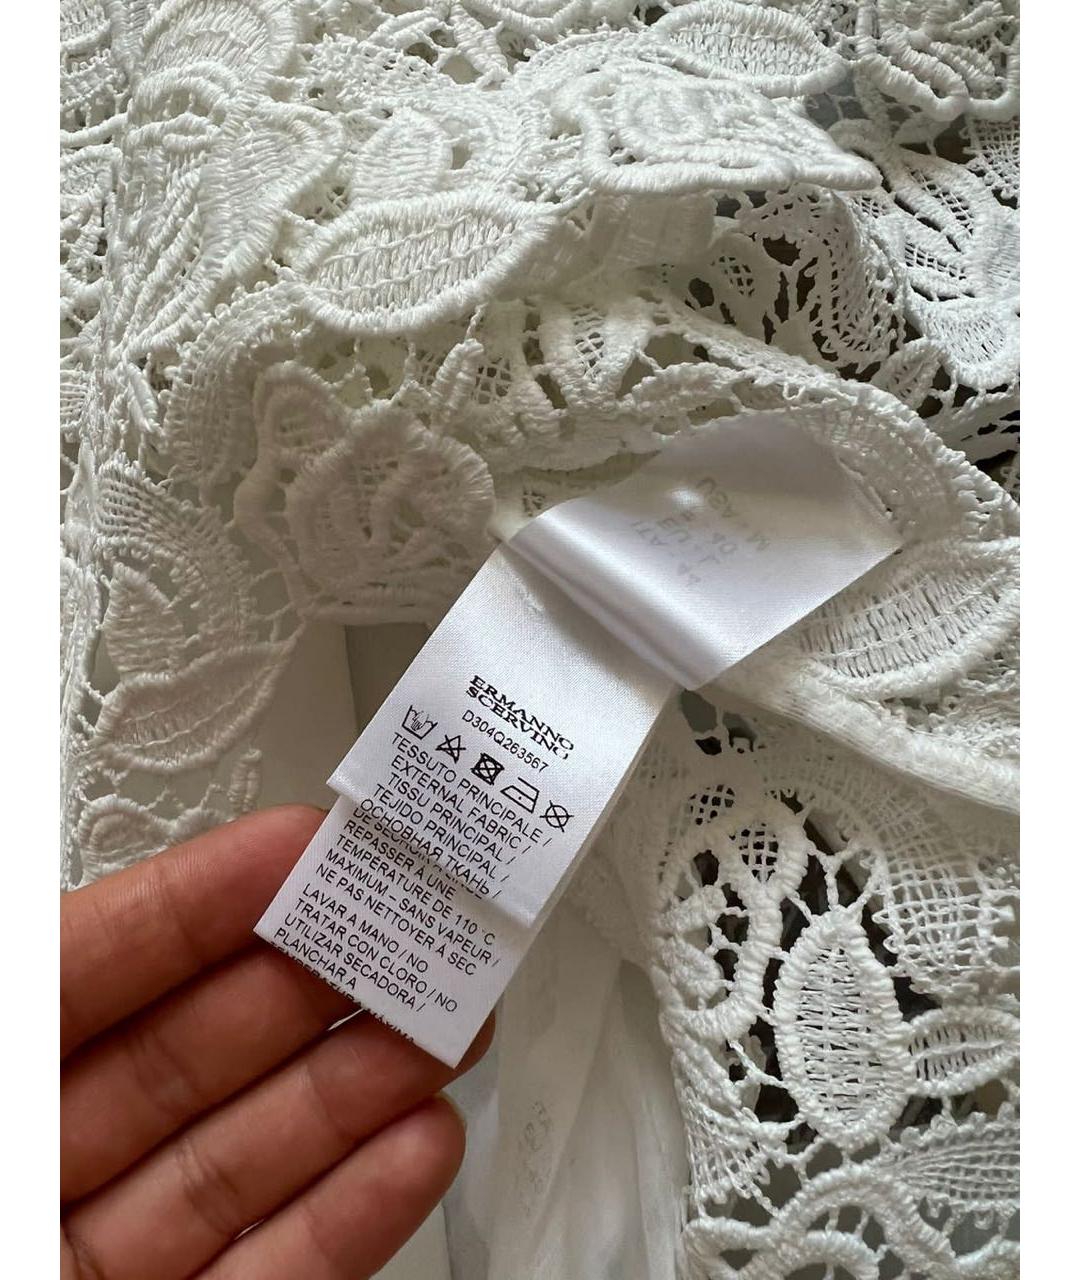 ERMANNO
SCERVINO
D304Q263567
TESSUTO PRINCIPALE /
EXTERNAL FABRIC /
TISSU PRINCIPAL /
TEJIDO PRINCIPAL /
ОСНОВНАЯ ТКАНЬ /
REPASSER À UNE
TEMPÉRATURE DE 110 °C
MAXIMUM – SANS VAPEUR /
NE PAS NETTOYER À SEC
LAVAR A MANO / NO
TRATAR CON CLORO / NO
UTILIZAR SECADORA /
PLANCHAR A